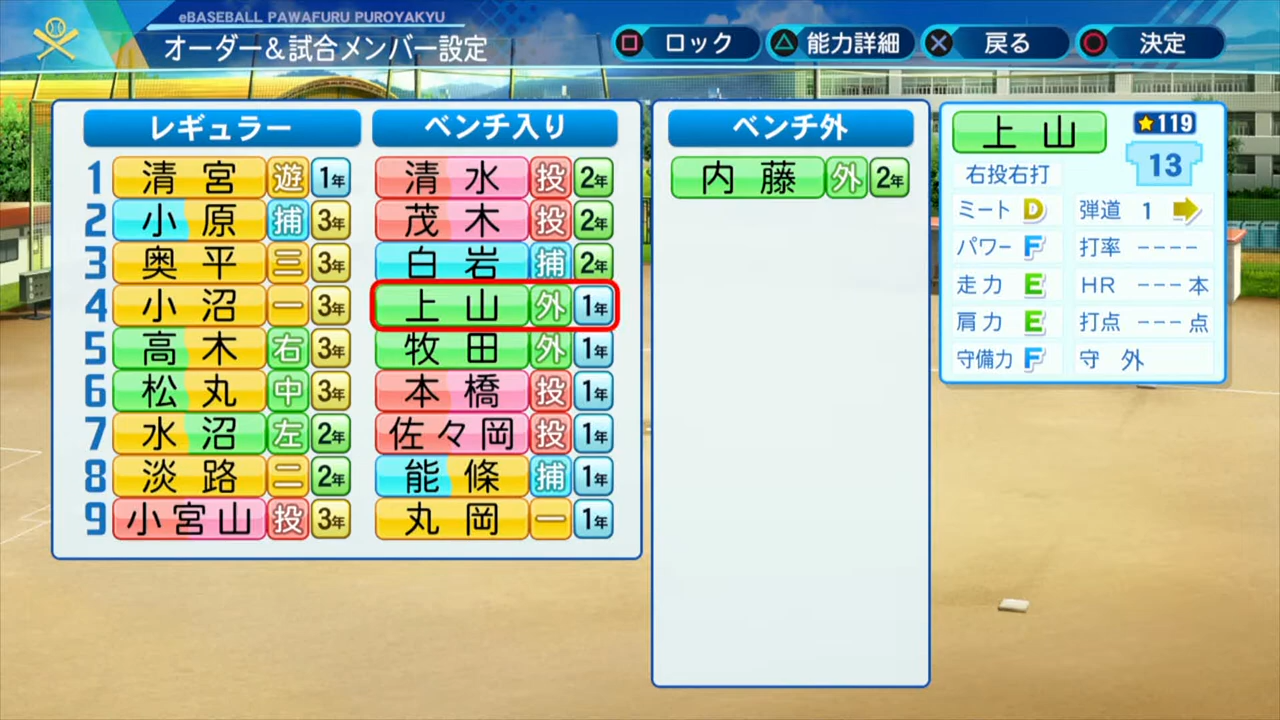 eBASEBALL PAWAFURU PUROYAKYU
オーダー＆試合メンバー設定
ロック 能力詳細 戻る 決定
レギュラー
1 清宮 遊 1年
2 小原 捕 3年
3 奥平 三 3年
4 小沼 一 3年
5 高木 右 3年
6 松丸 中 3年
7 水沼 左 2年
8 淡路 二 2年
9 小宮山 投 3年
ベンチ入り
清水 投 2年
茂木 投 2年
白岩 捕 2年
上山 外 1年
牧田 外 1年
本橋 投 1年
佐々岡 投 1年
能條 捕 1年
丸岡 一 1年
ベンチ外
内藤 外 2年
上山 ★119
13
右投右打
ミート D 弾道 1
パワー F 打率 ----
走力 E HR ---本
肩力 E 打点 ---点
守備力 F 守 外